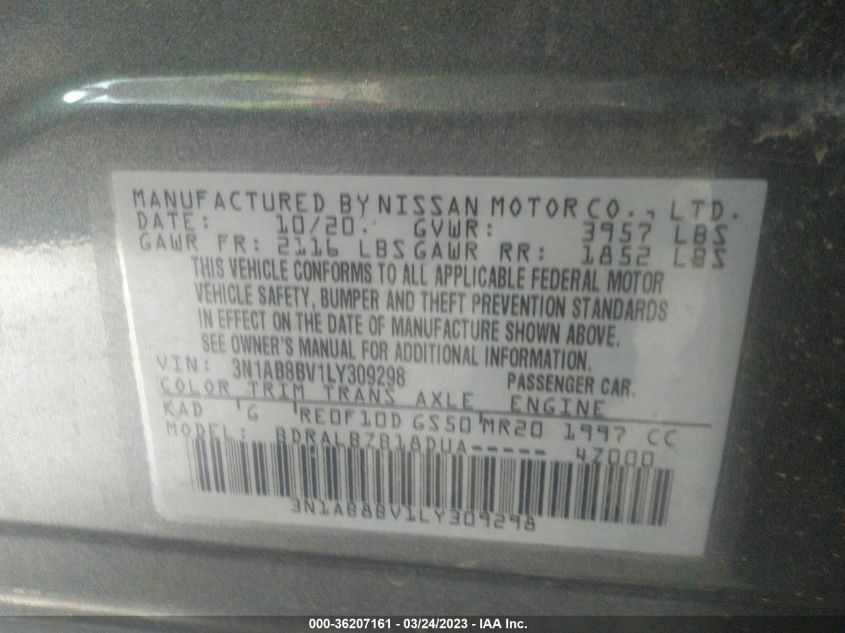 MANUFACTURED BY NISSAN MOTOR CO., LTD.
DATE: 10/20. GVWR: 3957 LBS
GAWR FR: 2116 LBS GAWR RR: 1852 LBS
THIS VEHICLE CONFORMS TO ALL APPLICABLE FEDERAL MOTOR
VEHICLE SAFETY, BUMPER AND THEFT PREVENTION STANDARDS
IN EFFECT ON THE DATE OF MANUFACTURE SHOWN ABOVE.
SEE OWNER'S MANUAL FOR ADDITIONAL INFORMATION.
VIN: 3N1AB8BV1LY309298 PASSENGER CAR.
COLOR TRIM TRANS AXLE ENGINE
KAD 'G 'RE0F10D GS50'MR20 1997 CC
MODEL: BDRALBZB18DUA----- 4Z000
3N1AB8BV1LY309298
000-36207161 - 03/24/2023 - IAA Inc.